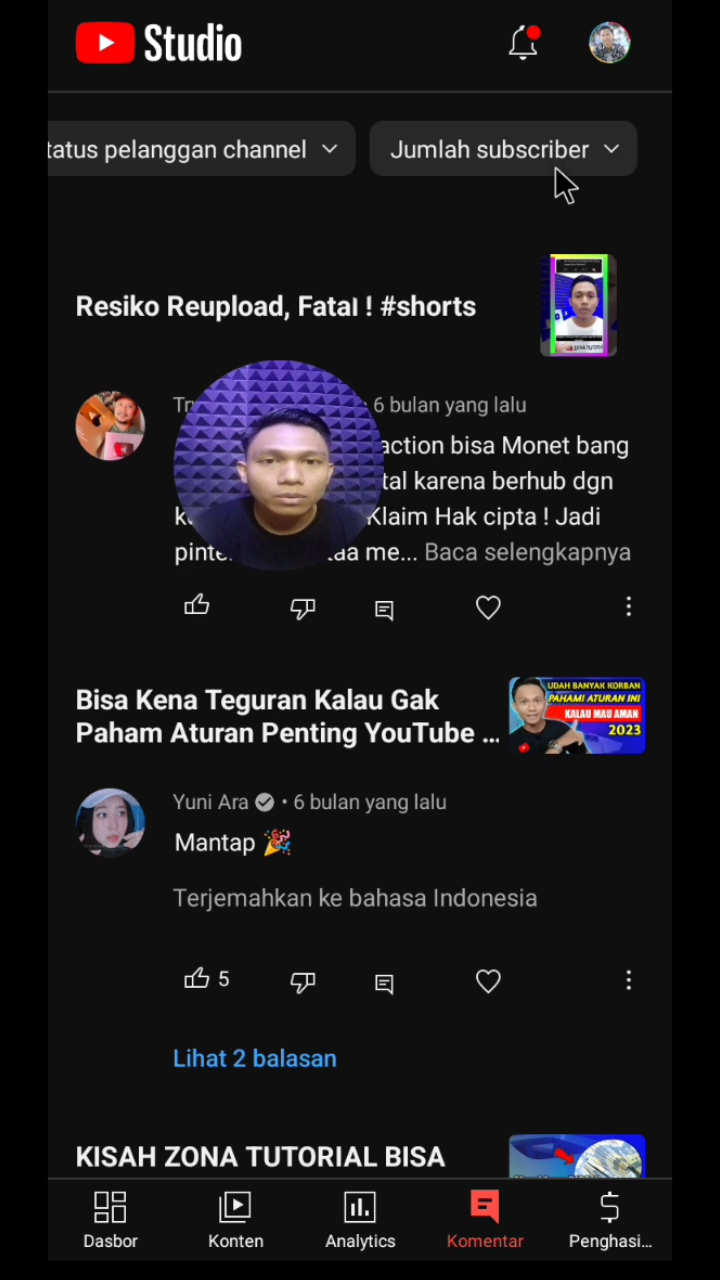 Studio
tatus pelanggan channel
Jumlah subscriber
Resiko Reupload, Fatal ! #shorts
6 bulan yang lalu
action bisa Monet bang
tal karena berhub dgn
Klaim Hak cipta ! Jadi
me... Baca selengkapnya
Bisa Kena Teguran Kalau Gak
Paham Aturan Penting YouTube ...
UDAH BANYAK KORBAN
PAHAMI ATURAN INI
KALAU MAU AMAN
2023
Yuni Ara • 6 bulan yang lalu
Mantap 🎉
Terjemahkan ke bahasa Indonesia
5
Lihat 2 balasan
KISAH ZONA TUTORIAL BISA
Dasbor
Konten
Analytics
Komentar
Penghasi...